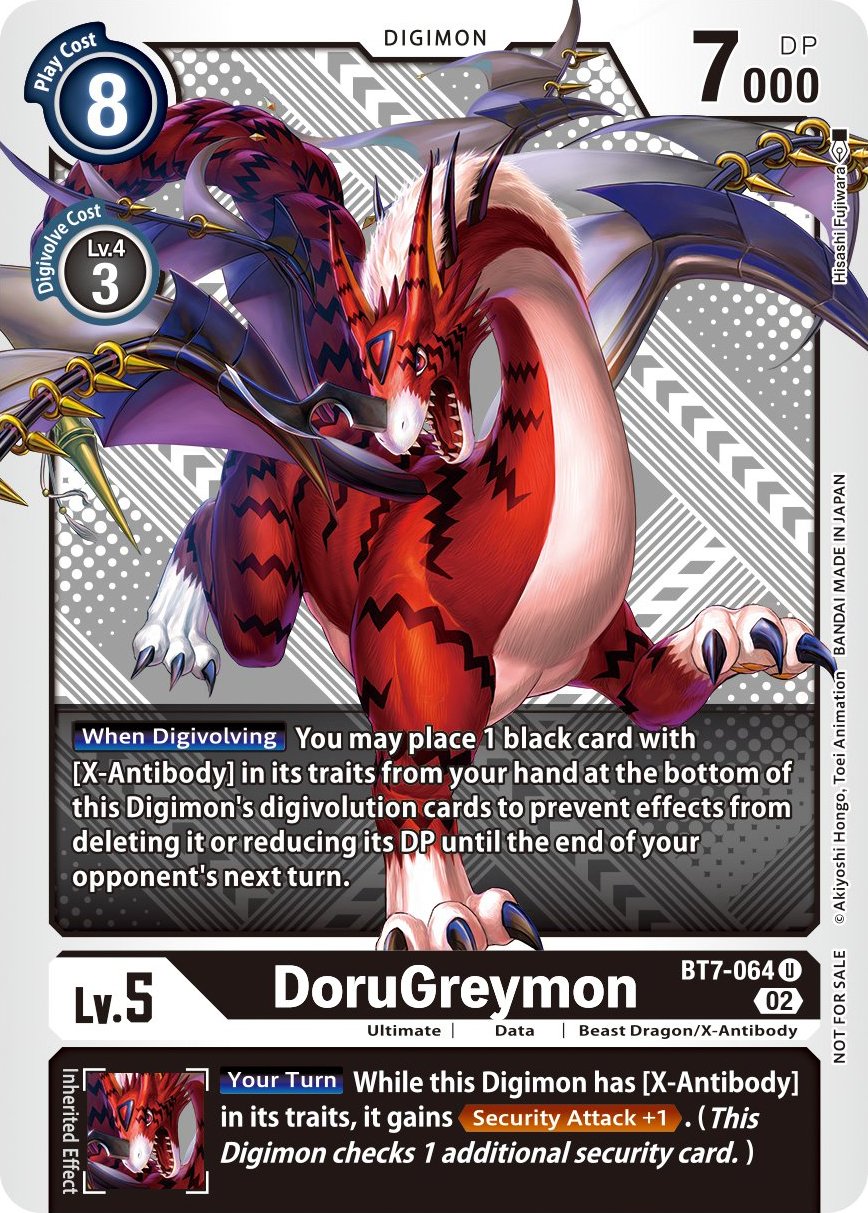 DIGIMON
Play Cost
8
7000
DP
Digivolve Cost
Lv.4
3
Hisashi Fujiwara
When Digivolving You may place 1 black card with
[X-Antibody] in its traits from your hand at the bottom of
this Digimon's digivolution cards to prevent effects from
deleting it or reducing its DP until the end of your
opponent's next turn.
©Akiyoshi Hongo, Toei Animation BANDAI MADE IN JAPAN
NOT FOR SALE
Lv.5
DoruGreymon
BT7-064 U
02
Ultimate | Data | Beast Dragon/X-Antibody
Inherited Effect
Your Turn While this Digimon has [X-Antibody]
in its traits, it gains Security Attack +1. (This
Digimon checks 1 additional security card.)